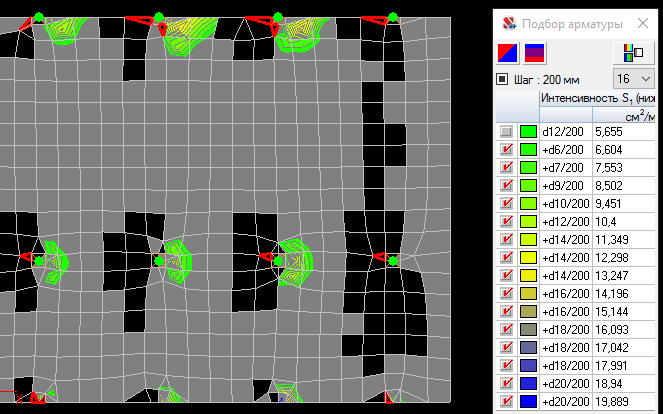 Подбор арматуры
Шаг : 200 мм
16
Интенсивность S1 (ниж
см2/м
d12/200 5,655
+d6/200 6,604
+d7/200 7,553
+d9/200 8,502
+d10/200 9,451
+d12/200 10,4
+d14/200 11,349
+d14/200 12,298
+d14/200 13,247
+d16/200 14,196
+d16/200 15,144
+d18/200 16,093
+d18/200 17,042
+d18/200 17,991
+d20/200 18,94
+d20/200 19,889
X